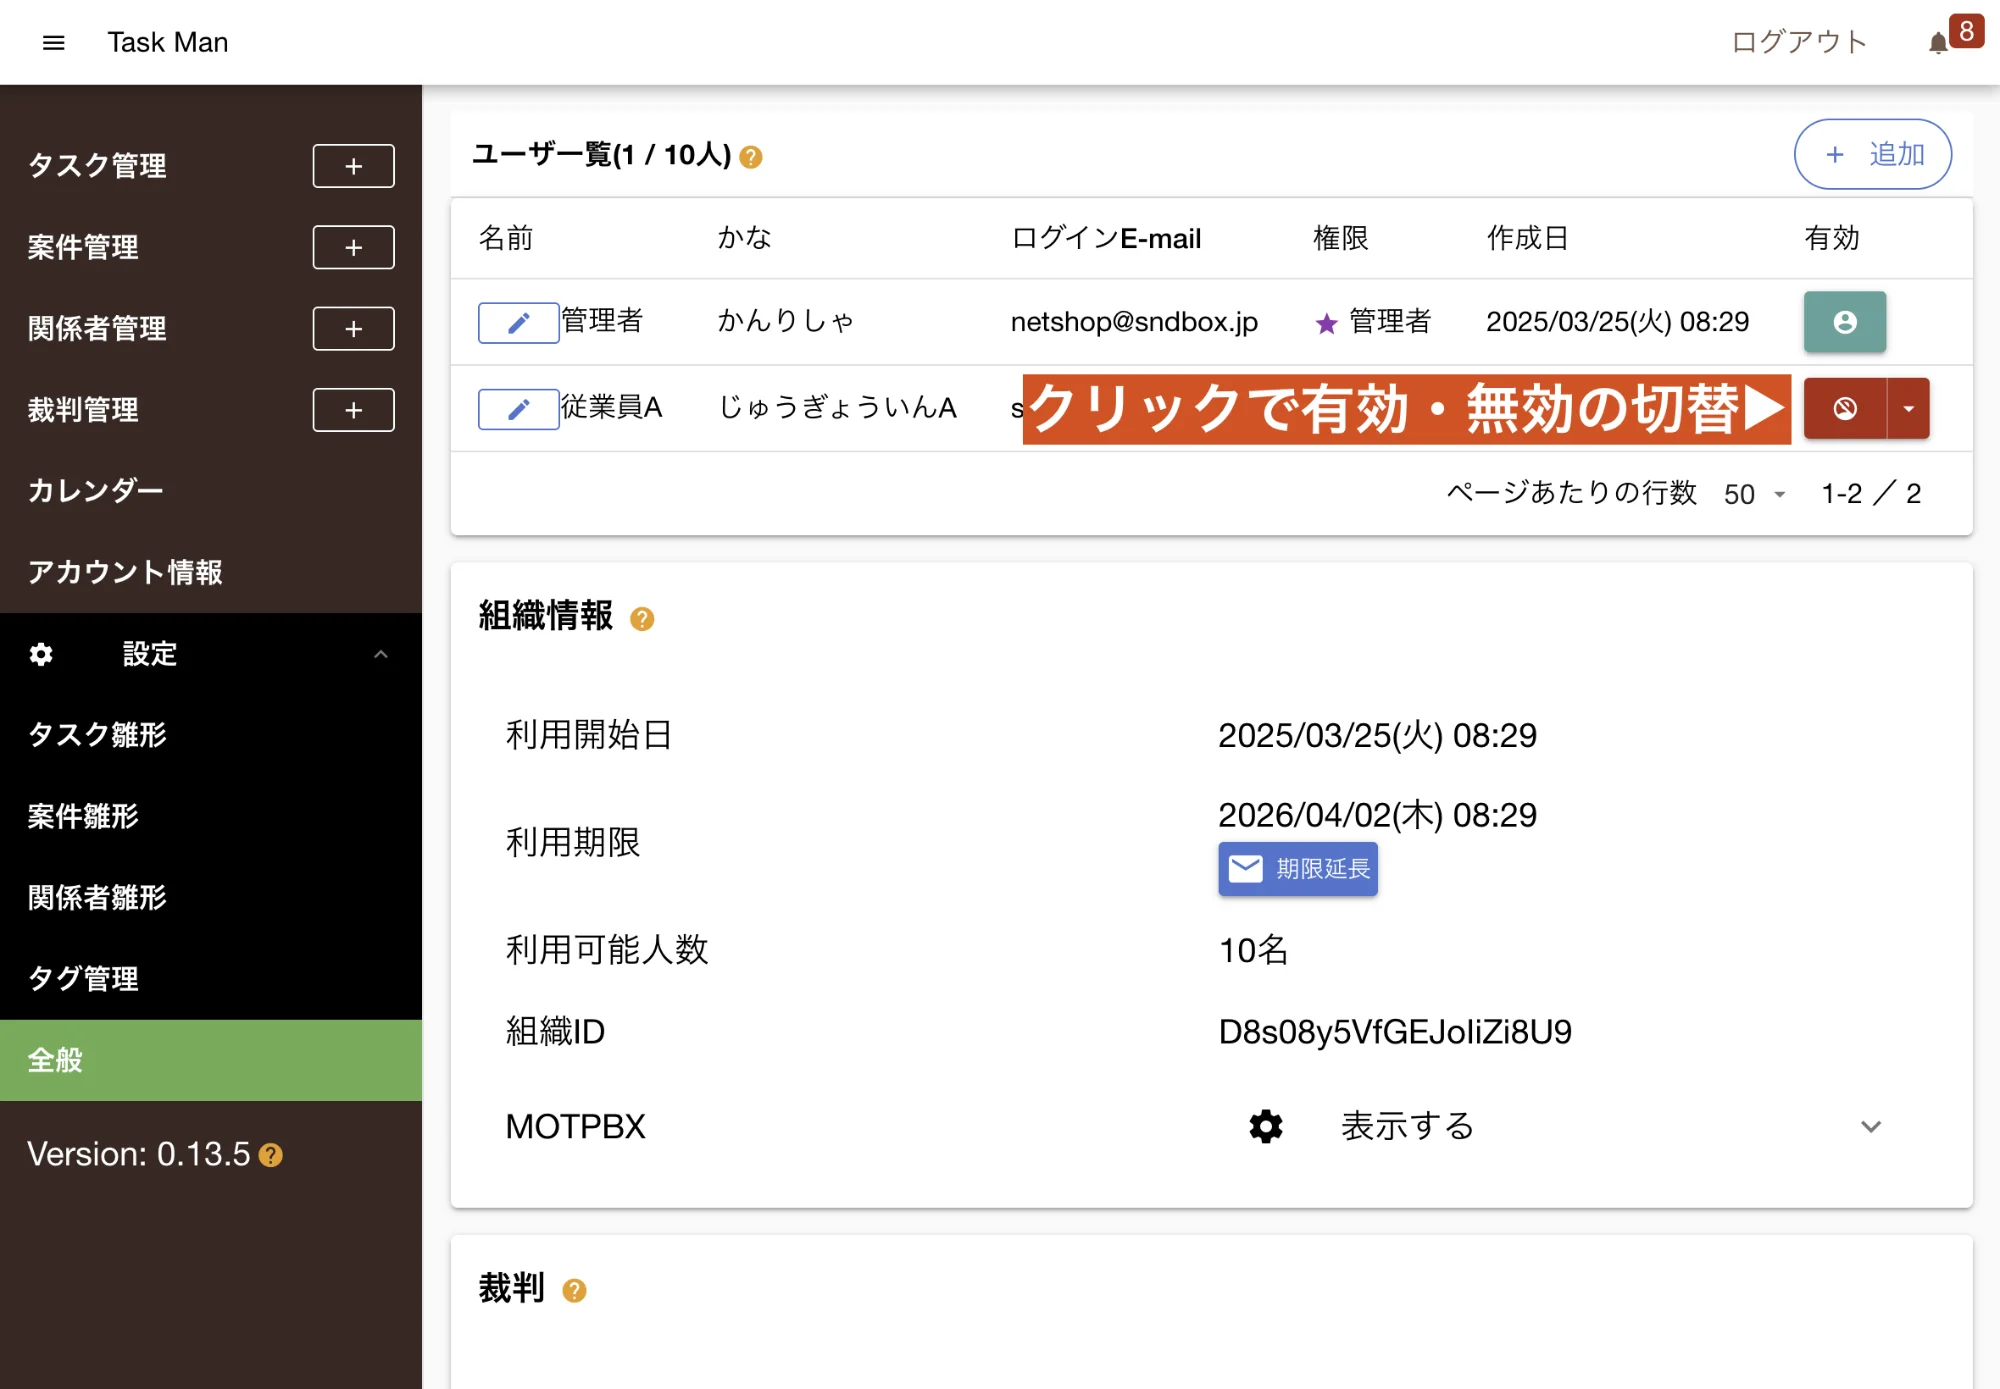 Task Man
ログアウト
8
タスク管理
+
案件管理
+
関係者管理
+
裁判管理
+
カレンダー
アカウント情報
設定
タスク雛形
案件雛形
関係者雛形
タグ管理
全般
Version: 0.13.5 ?
ユーザ一覧(1 / 10人) ?
+ 追加
名前 かな ログインE-mail 権限 作成日 有効
管理者 かんりしゃ netshop@sndbox.jp 管理者 2025/03/25(火) 08:29
従業員A じゅうぎょういんA s クリックで有効・無効の切替▶
ページあたりの行数 50 1-2 ／ 2
組織情報 ?
利用開始日 2025/03/25(火) 08:29
利用期限 2026/04/02(木) 08:29
期限延長
利用可能人数 10名
組織ID D8s08y5VfGEJoliZi8U9
MOTPBX 表示する
裁判 ?